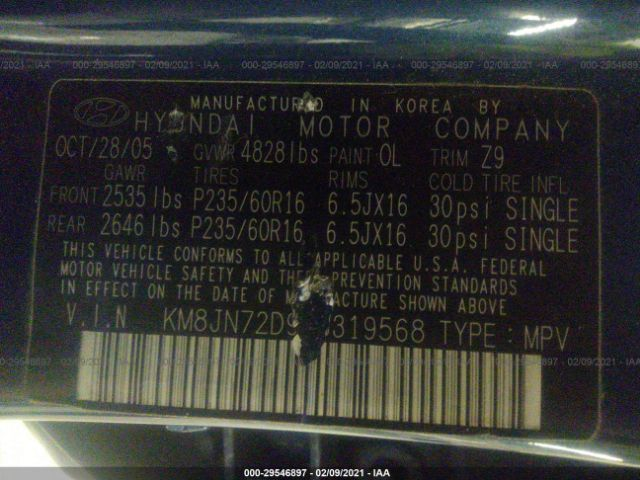 000-29546897 / 02/09/2021 - IAA
MANUFACTURED IN KOREA BY
HYUNDAI MOTOR COMPANY
OCT/28/05 GVWR 4828lbs PAINT OL TRIM Z9
GAWR TIRES RIMS COLD TIRE INFL
FRONT 2535lbs P235/60R16 6.5JX16 30psi SINGLE
REAR 2646lbs P235/60R16 6.5JX16 30psi SINGLE
THIS VEHICLE CONFORMS TO ALL APPLICABLE U.S.A. FEDERAL
MOTOR VEHICLE SAFETY AND THEFT PREVENTION STANDARDS
IN EFFECT ON THE DATE OF MANUFACTURE SHOWN ABOVE
V.I.N TYPE : MPV
000-29546897 - 02/09/2021 - IAA